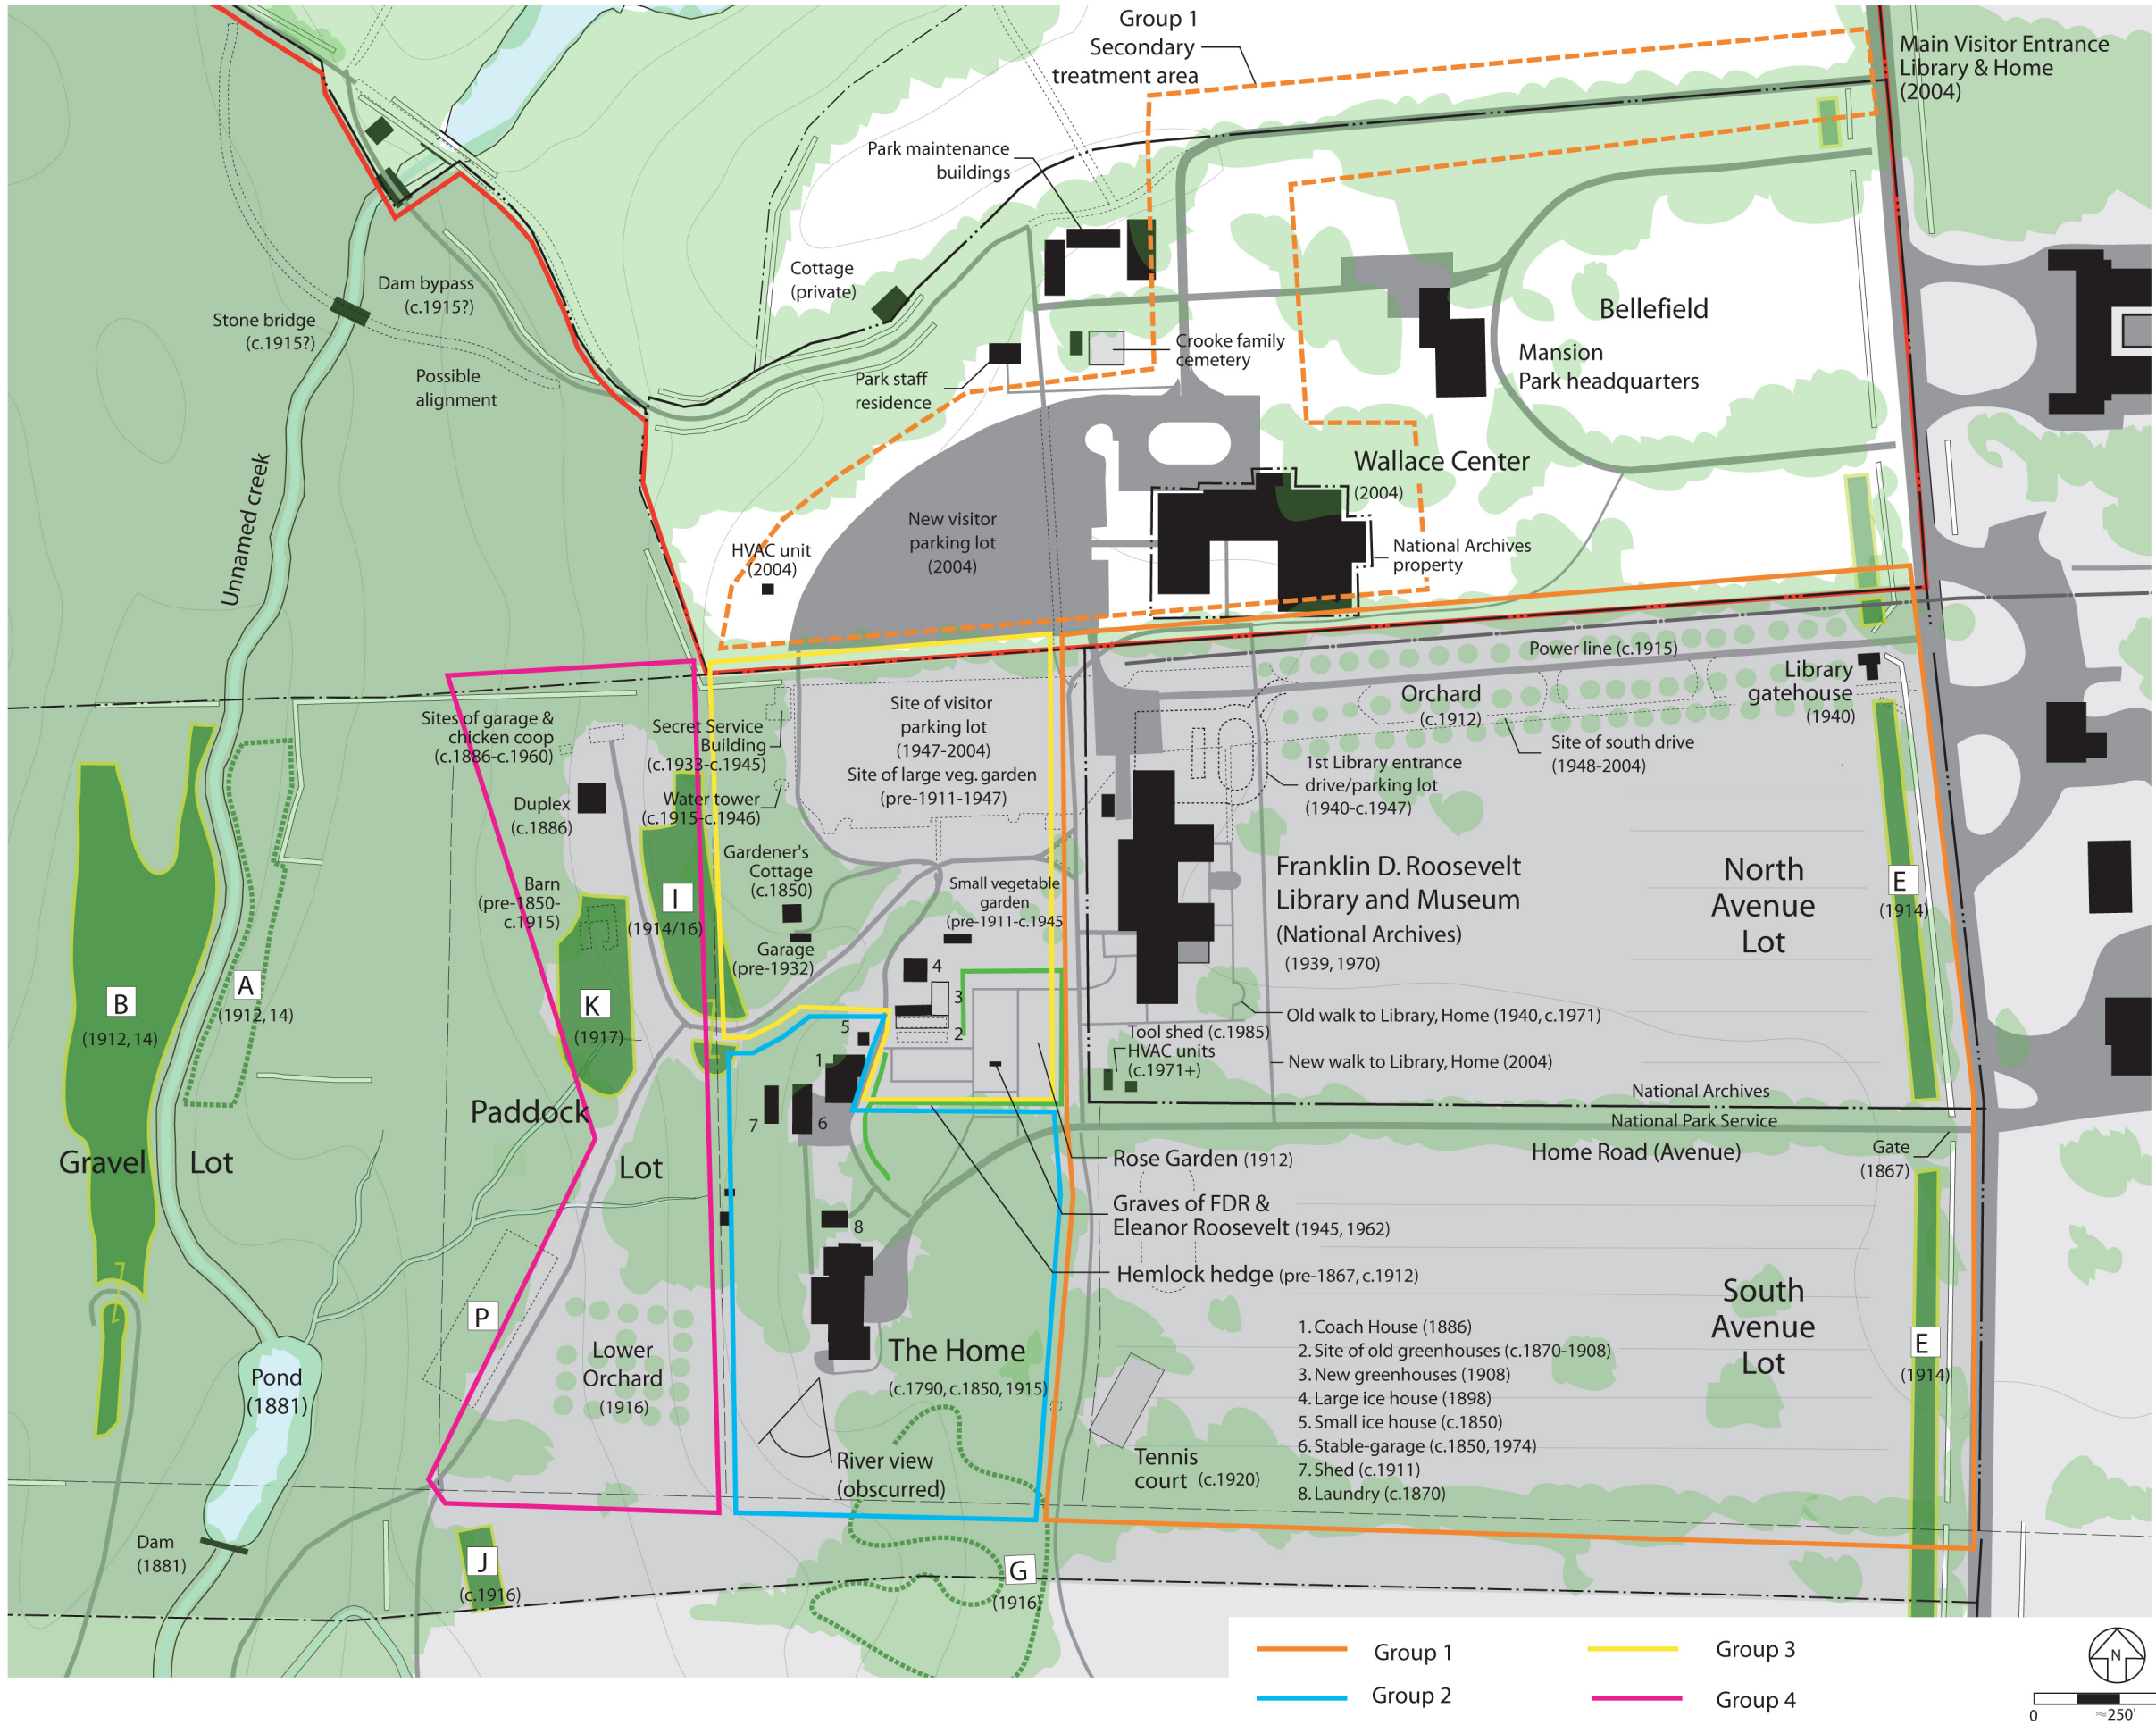 Group 1
Secondary
treatment area
Main Visitor Entrance
Library & Home
(2004)
Park maintenance
buildings
Cottage
(private)
Dam bypass
(c.1915?)
Stone bridge
(c.1915?)
Possible
alignment
Unnamed creek
Bellefield
Mansion
Park headquarters
Crooke family
cemetery
Park staff
residence
Wallace Center
(2004)
New visitor
parking lot
(2004)
HVAC unit
(2004)
National Archives
property
Power line (c.1915)
Library
gatehouse
(1940)
Orchard
(c.1912)
Site of south drive
(1948-2004)
1st Library entrance
drive/parking lot
(1940-c.1947)
Site of visitor
parking lot
(1947-2004)
Site of large veg. garden
(pre-1911-1947)
Sites of garage &
chicken coop
(c.1886-c.1960)
Secret Service
Building
(c.1933-c.1945)
Water tower
(c.1915-c.1946)
Duplex
(c.1886)
Gardener's
Cottage
(c.1850)
Barn
(pre-1850-
c.1915)
I
(1914/16)
Garage
(pre-1932)
Small vegetable
garden
(pre-1911-c.1945
Franklin D. Roosevelt
Library and Museum
(National Archives)
(1939, 1970)
North
Avenue
Lot
E
(1914)
B
(1912, 14)
A
(1912, 14)
K
(1917)
4
3
2
5
1
6
7
8
Old walk to Library, Home (1940, c.1971)
Tool shed (c.1985)
HVAC units
(c.1971+)
New walk to Library, Home (2004)
National Archives
National Park Service
Home Road (Avenue)
Gate
(1867)
Paddock
Lot
Gravel
Lot
Rose Garden (1912)
Graves of FDR &
Eleanor Roosevelt (1945, 1962)
Hemlock hedge (pre-1867, c.1912)
P
Lower
Orchard
(1916)
The Home
(c.1790, c.1850, 1915)
River view
(obscurred)
Tennis
court (c.1920)
1. Coach House (1886)
2. Site of old greenhouses (c.1870-1908)
3. New greenhouses (1908)
4. Large ice house (1898)
5. Small ice house (c.1850)
6. Stable-garage (c.1850, 1974)
7. Shed (c.1911)
8. Laundry (c.1870)
South
Avenue
Lot
E
(1914)
Pond
(1881)
Dam
(1881)
J
(c.1916)
G
(1916)
Group 1
Group 2
Group 3
Group 4
N
0
≈250'